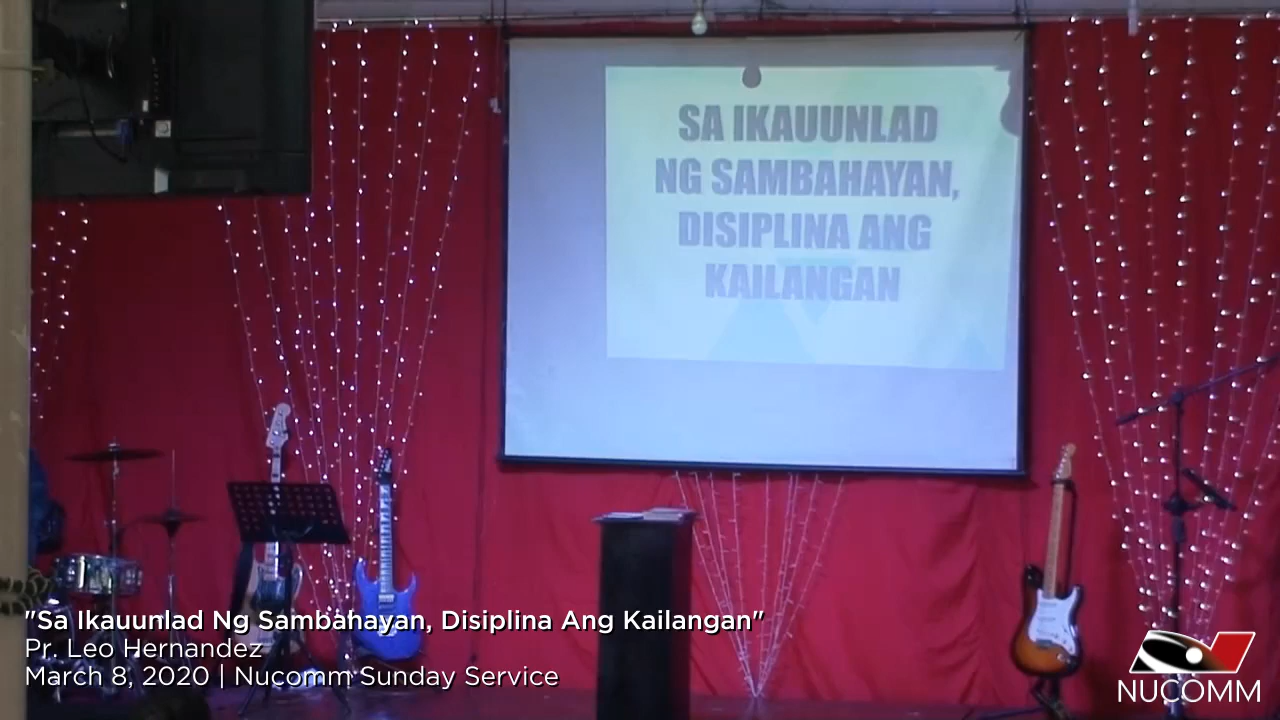 SA IKAUUNLAD
NG SAMBAHAYAN,
DISIPLINA ANG
KAILANGAN
"Sa Ikauunlad Ng Sambahayan, Disiplina Ang Kailangan"
Pr. Leo Hernandez
March 8, 2020 | Nucomm Sunday Service
NUCOMM